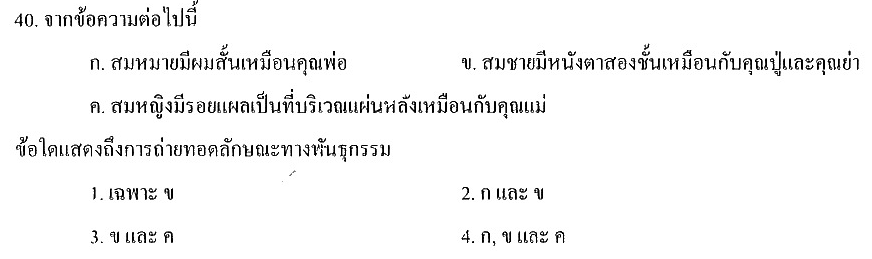 40. จากข้อความต่อไปนี้
ก. สมหมายมีผมสั้นเหมือนคุณพ่อ ข. สมชายมีหนังตาสองชั้นเหมือนกับคุณปู่และคุณย่า
ค. สมหญิงมีรอยแผลเป็นที่บริเวณแผ่นหลังเหมือนกับคุณแม่
ข้อใดแสดงถึงการถ่ายทอดลักษณะทางพันธุกรรม
1. เฉพาะ ข 2. ก และ ข
3. ข และ ค 4. ก, ข และ ค